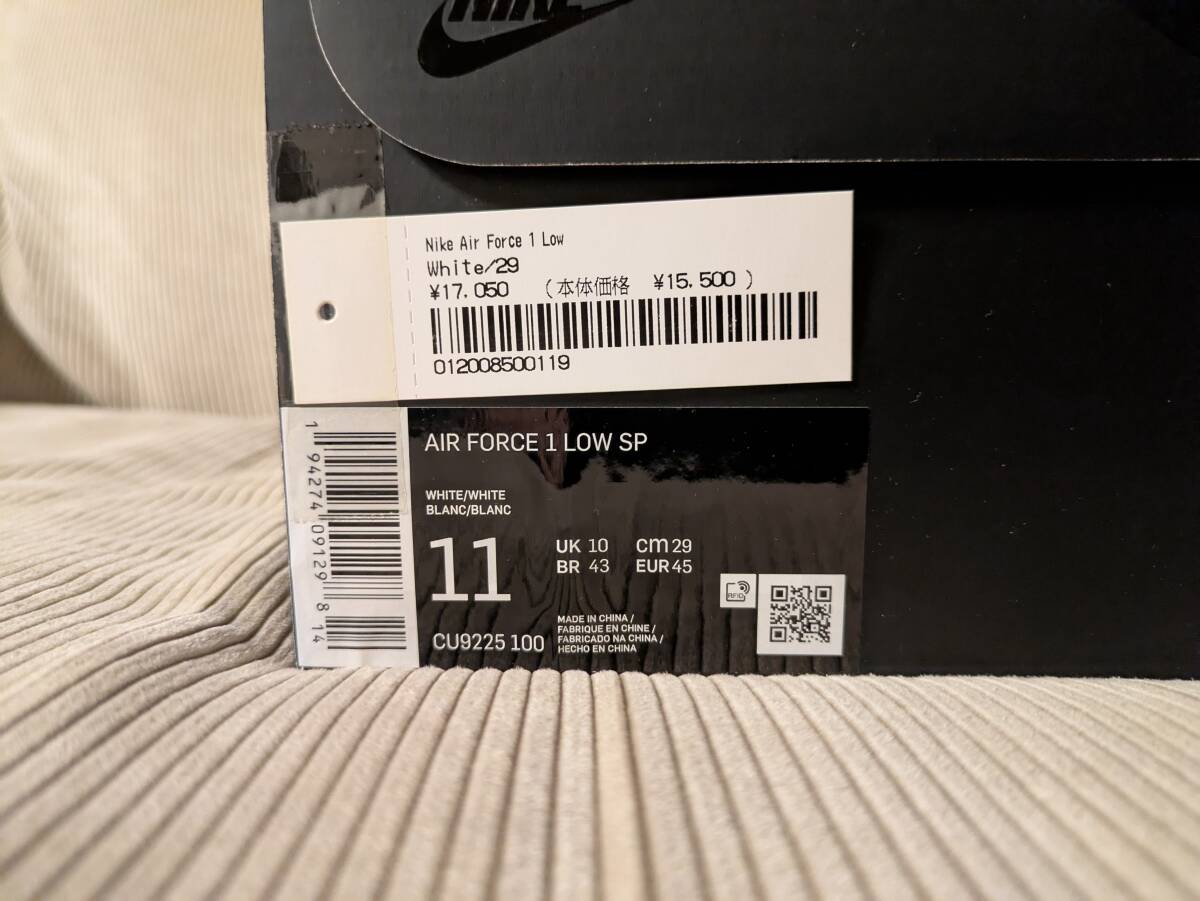 NIKE
Nike Air Force 1 Low
White/29
¥17.050 (本体価格 ¥15.500 )
012008500119
AIR FORCE 1 LOW SP
WHITE/WHITE
BLANC/BLANC
11
UK 10 cm 29
BR 43 EUR 45
RFID
MADE IN CHINA /
FABRIQUE EN CHINE /
FABRICADO NA CHINA /
HECHO EN CHINA
CU9225 100
1 94274 09129 8 14